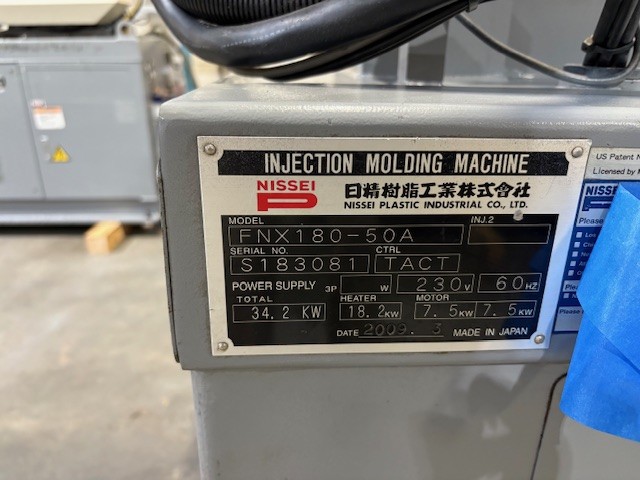 INJECTION MOLDING MACHINE
NISSEI 日精樹脂工業株式会社
P NISSEI PLASTIC INDUSTRIAL CO., LTD.
MODEL INJ.2
FNX180-50A
SERIAL NO. CTRL
S183081 TACT
POWER SUPPLY 3P W 230V 60HZ
TOTAL HEATER MOTOR
34.2 KW 18.2KW 7.5KW 7.5KW
DATE 2009. 3 MADE IN JAPAN
US Patent
Licensed by
NISSEI
Please